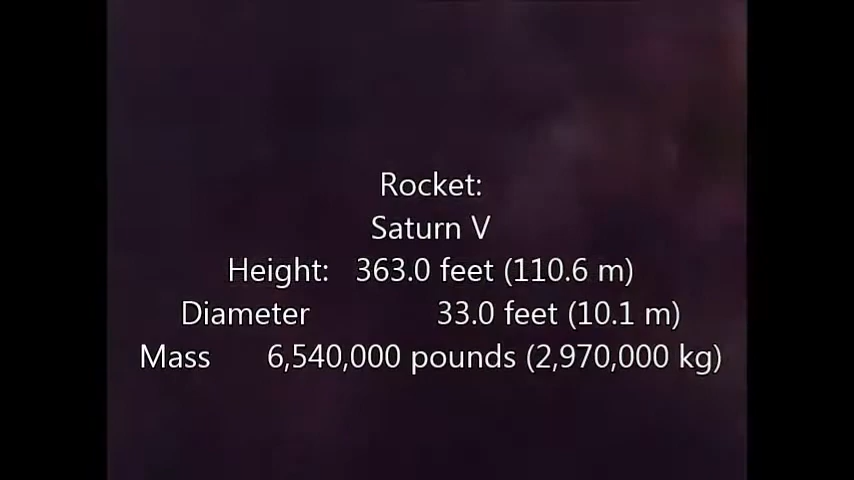 Rocket:
Saturn V
Height: 363.0 feet (110.6 m)
Diameter 33.0 feet (10.1 m)
Mass 6,540,000 pounds (2,970,000 kg)